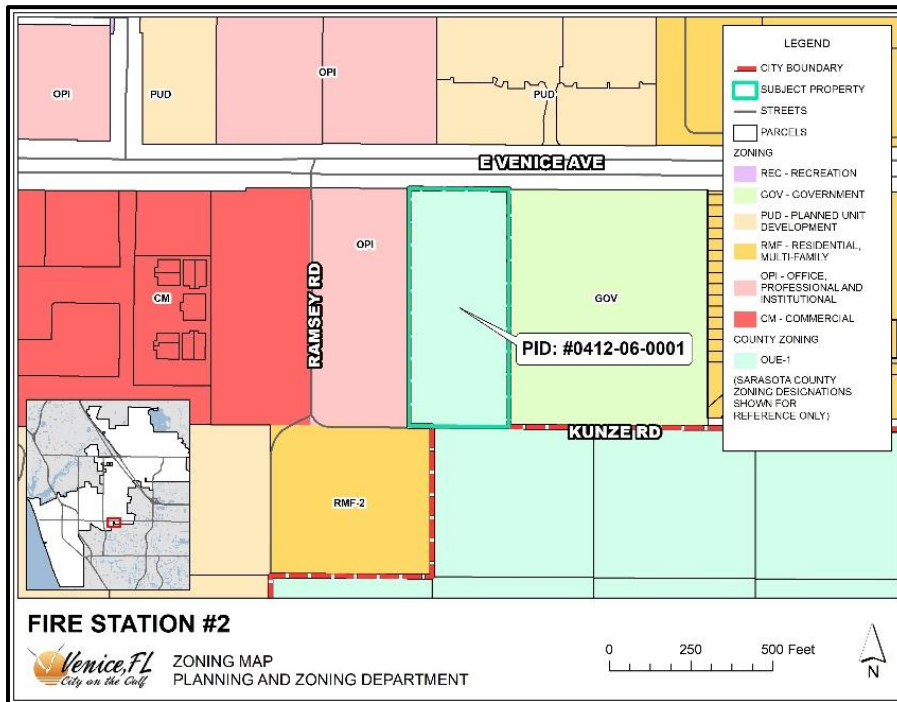 OPI
PUD
OPI
PUD
E VENICE AVE
RAMSEY RD
OPI
CM
GOV
PID: #0412-06-0001
KUNZE RD
RMF-2
LEGEND
CITY BOUNDARY
SUBJECT PROPERTY
STREETS
PARCELS
ZONING
REC - RECREATION
GOV - GOVERNMENT
PUD - PLANNED UNIT
DEVELOPMENT
RMF - RESIDENTIAL,
MULTI-FAMILY
OPI - OFFICE,
PROFESSIONAL AND
INSTITUTIONAL
CM - COMMERCIAL
COUNTY ZONING
OUE-1
(SARASOTA COUNTY
ZONING DESIGNATIONS
SHOWN FOR
REFERENCE ONLY)
FIRE STATION #2
Venice, FL
City on the Gulf
ZONING MAP
PLANNING AND ZONING DEPARTMENT
0 250 500 Feet
N